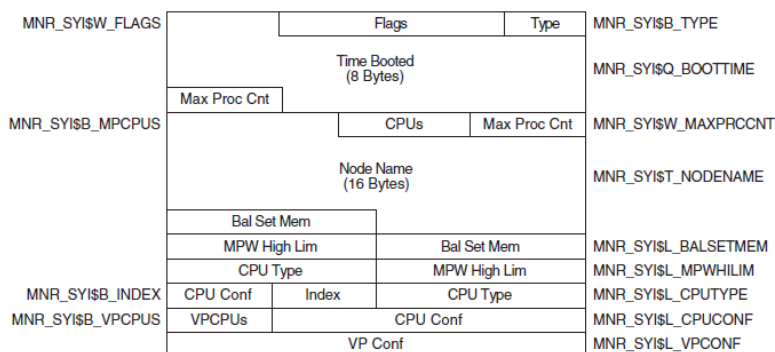 MNR_SYI$W_FLAGS Flags Type MNR_SYI$B_TYPE
Time Booted
(8 Bytes) MNR_SYI$Q_BOOTTIME
Max Proc Cnt
MNR_SYI$B_MPCPUS CPUs Max Proc Cnt MNR_SYI$W_MAXPRCCNT
Node Name
(16 Bytes) MNR_SYI$T_NODENAME
Bal Set Mem
MPW High Lim Bal Set Mem MNR_SYI$L_BALSETMEM
CPU Type MPW High Lim MNR_SYI$L_MPWHILIM
MNR_SYI$B_INDEX CPU Conf Index CPU Type MNR_SYI$L_CPUTYPE
MNR_SYI$B_VPCPUS VPCPUs CPU Conf MNR_SYI$L_CPUCONF
VP Conf MNR_SYI$L_VPCONF